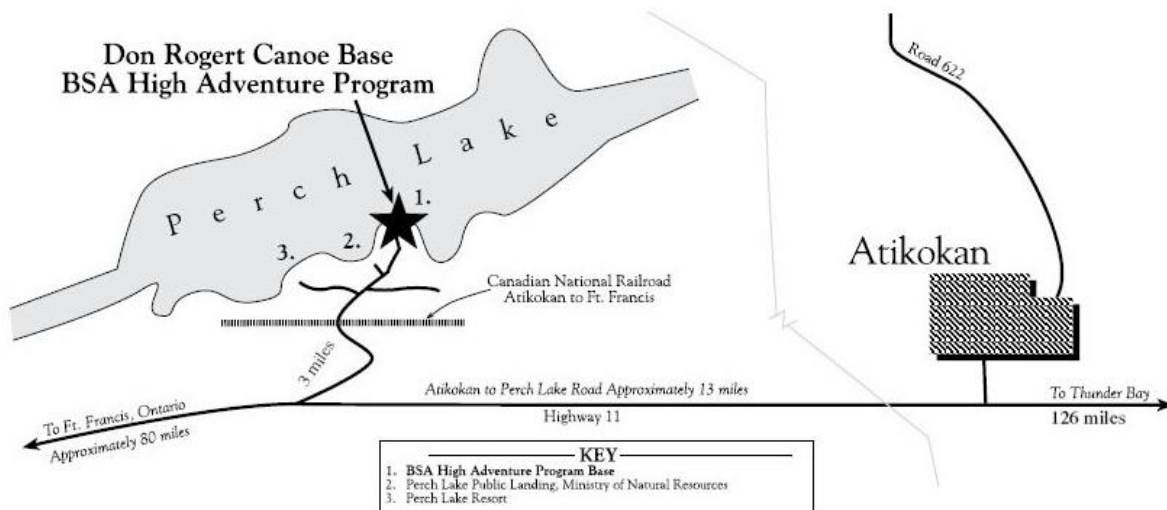 Don Rogert Canoe Base
BSA High Adventure Program
Road 622
Perch Lake
1.
2.
3.
Atikokan
Canadian National Railroad
Atikokan to Ft. Francis
3 miles
Atikokan to Perch Lake Road Approximately 13 miles
Highway 11
To Thunder Bay
126 miles
To Ft. Francis, Ontario
Approximately 80 miles
KEY
1. BSA High Adventure Program Base
2. Perch Lake Public Landing, Ministry of Natural Resources
3. Perch Lake Resort